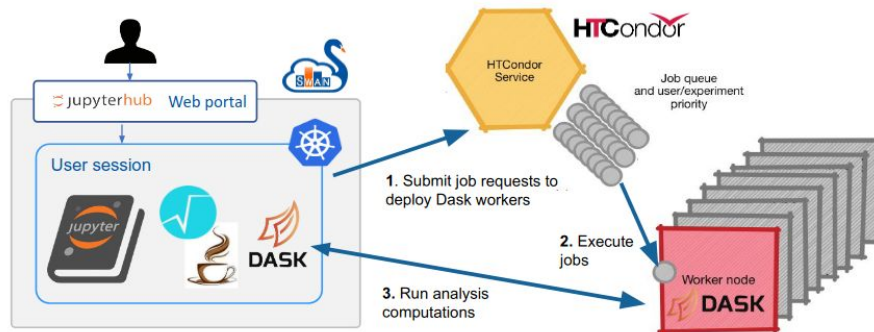 HTCondor
SWAN
HTCondor
Service
Job queue
and user/experiment
priority
jupyterhub Web portal
User session
jupyter
DASK
1. Submit job requests to
deploy Dask workers
2. Execute
jobs
3. Run analysis
computations
Worker node
DASK